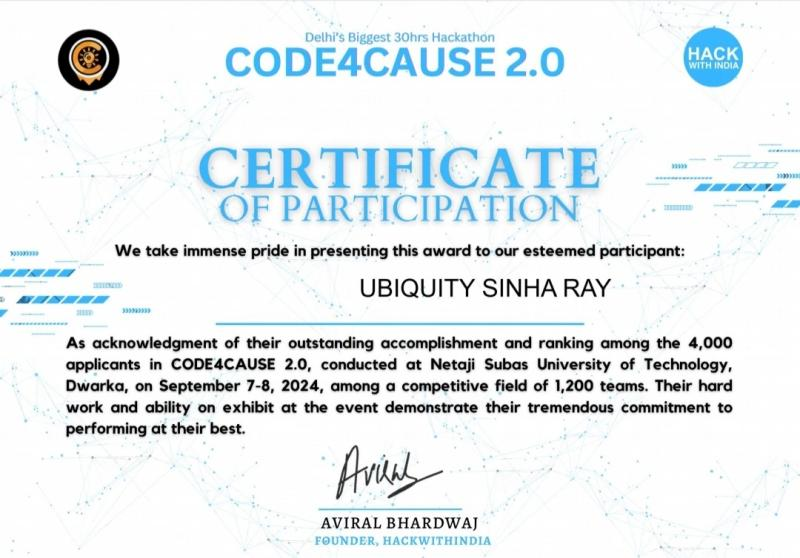 Delhi's Biggest 30hrs Hackathon
CODE4CAUSE 2.0
HACK
WITH INDIA
CERTIFICATE
OF PARTICIPATION
We take immense pride in presenting this award to our esteemed participant:
UBIQUITY SINHA RAY
As acknowledgment of their outstanding accomplishment and ranking among the 4,000
applicants in CODE4CAUSE 2.0, conducted at Netaji Subas University of Technology,
Dwarka, on September 7-8, 2024, among a competitive field of 1,200 teams. Their hard
work and ability on exhibit at the event demonstrate their tremendous commitment to
performing at their best.
Aviral
AVIRAL BHARDWAJ
FOUNDER, HACKWITHINDIA